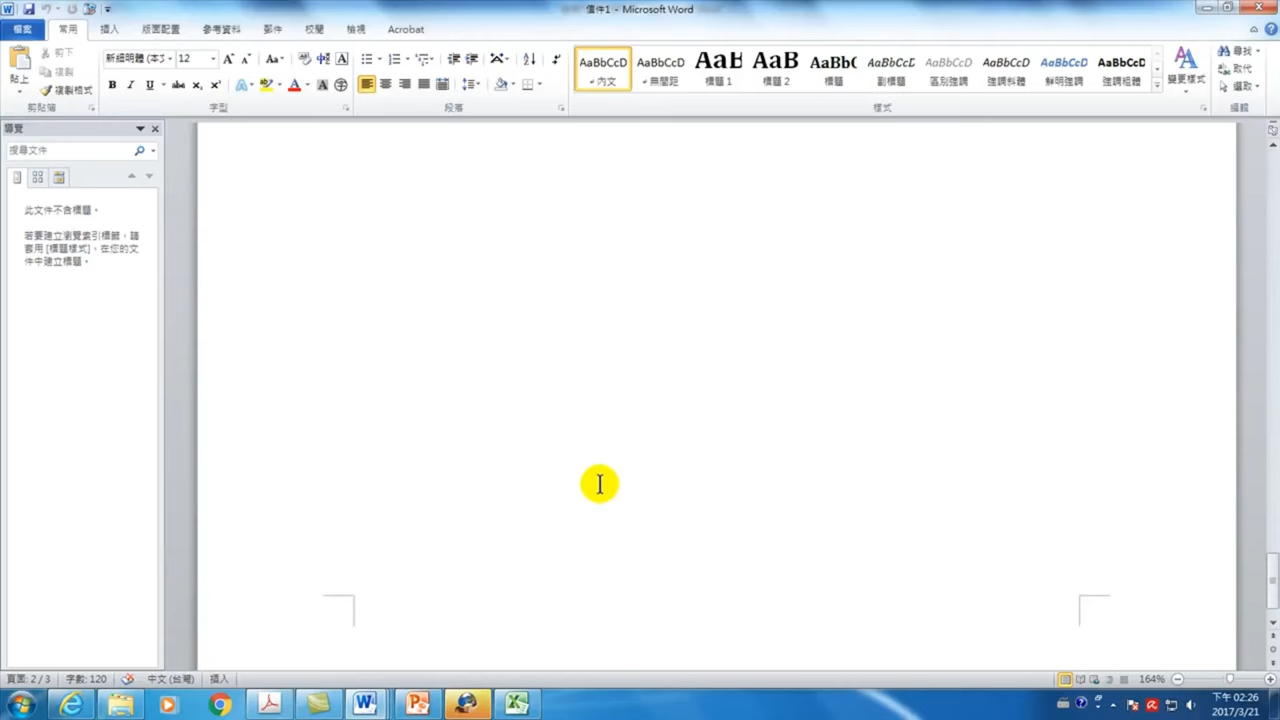 信件1 - Microsoft Word
檔案 常用 插入 版面配置 參考資料 郵件 校閱 檢視 Acrobat
貼上 剪下 複製 複製格式
新細明體 (本文 12
AaBbCcD AaBbCcD AaB AaB AaBb( AaBbCcD AaBbCcD AaBbCcD AaBbCcD AaBbCcD
內文 無間距 標題 1 標題 2 標題 副標題 區別強調 強調斜體 鮮明強調 強調粗體
變更樣式
尋找
取代
選取
剪貼簿 字型 段落 樣式 編輯
導覽
搜尋文件
此文件不含標題。
若要建立瀏覽索引標籤，請
套用 [標題樣式]，在您的文
件中建立標題。
頁面: 2 / 3 字數: 120 中文 (台灣) 插入 164%
下午 02:26
2017/3/21